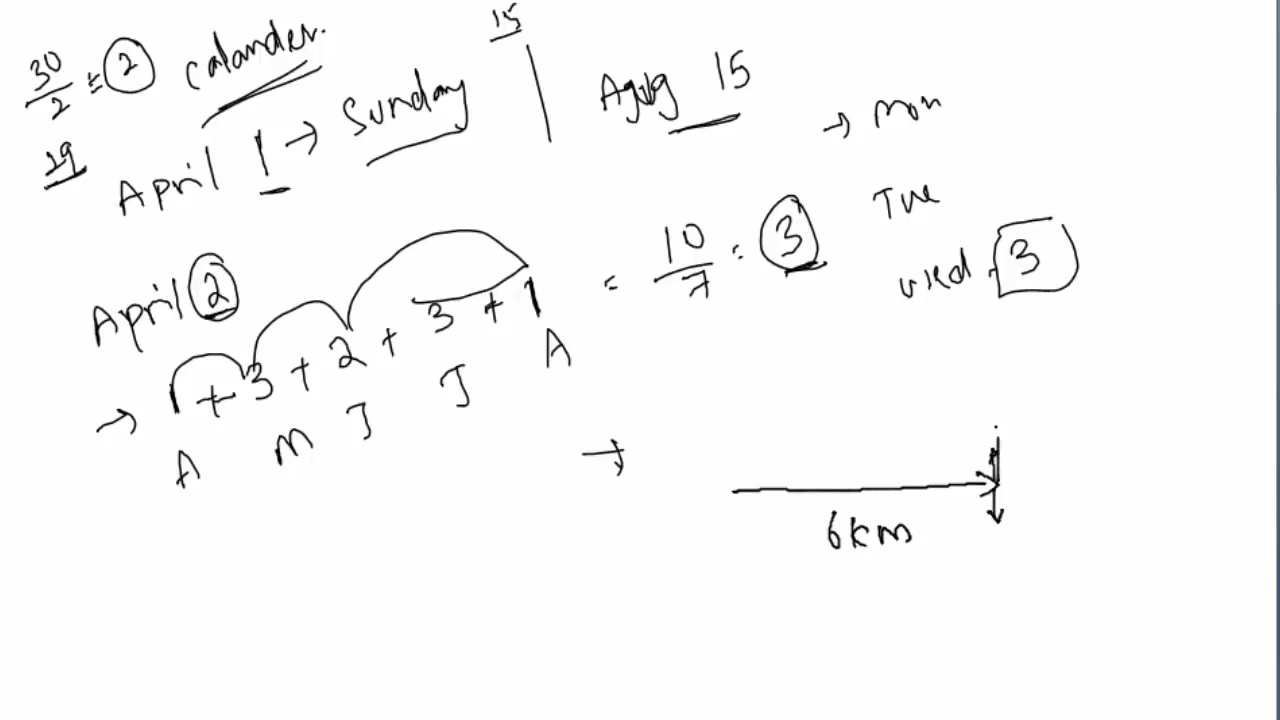 30/2 = 2 calander.
15
29
April 1 → Sunday | Agug 15
→ mon
Tue
wed. 3
April 2
→ 1 + 3 + 2 + 3 + 1 = 10/7 = 3
A M J J A
→
6km